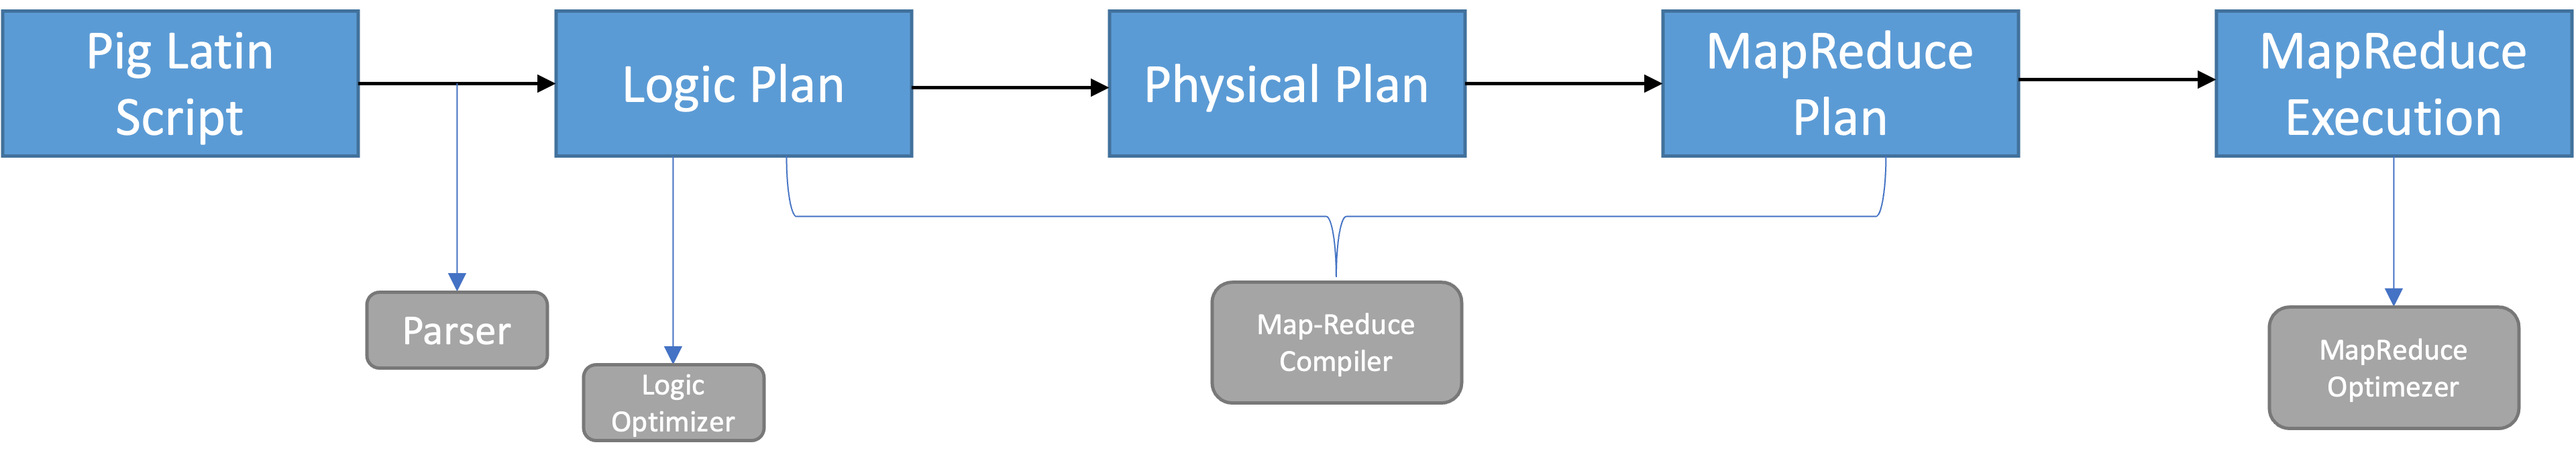 Pig Latin
Script
Logic Plan
Physical Plan
MapReduce
Plan
MapReduce
Execution
Parser
Logic
Optimizer
Map-Reduce
Compiler
MapReduce
Optimezer